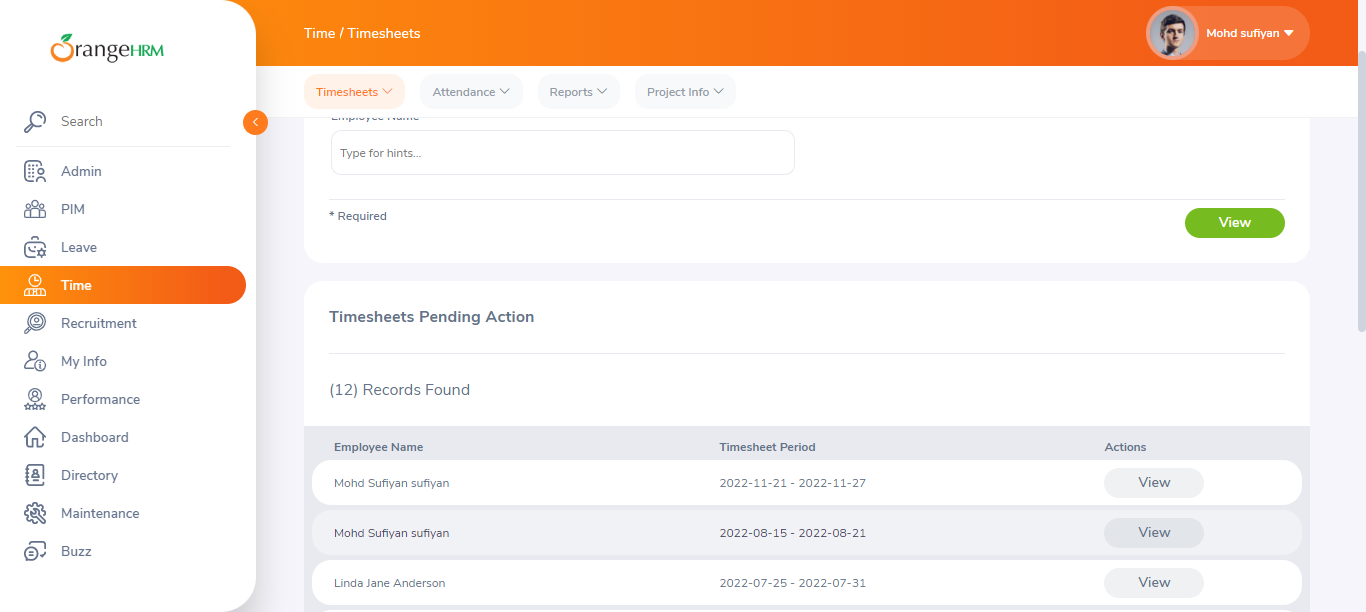 OrangeHRM
Time / Timesheets
Mohd sufiyan
Timesheets
Attendance
Reports
Project Info
Search
Admin
PIM
Leave
Time
Recruitment
My Info
Performance
Dashboard
Directory
Maintenance
Buzz
Employee Name
Type for hints...
* Required
View
Timesheets Pending Action
(12) Records Found
Employee Name Timesheet Period Actions
Mohd Sufiyan sufiyan 2022-11-21 - 2022-11-27 View
Mohd Sufiyan sufiyan 2022-08-15 - 2022-08-21 View
Linda Jane Anderson 2022-07-25 - 2022-07-31 View